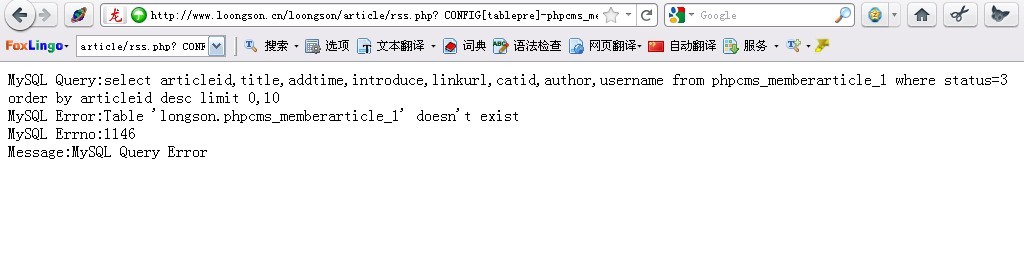 龙 http://www.loongson.cn/loongson/article/rss.php?_CONFIG[tablepre]=phpcms_me Google
FoxLingo article/rss.php?_CONF 搜索 选项 文本翻译 词典 语法检查 网页翻译 自动翻译 服务
MySQL Query:select articleid,title,addtime,introduce,linkurl,catid,author,username from phpcms_memberarticle_1 where status=3
order by articleid desc limit 0,10
MySQL Error:Table 'longson.phpcms_memberarticle_1' doesn't exist
MySQL Errno:1146
Message:MySQL Query Error